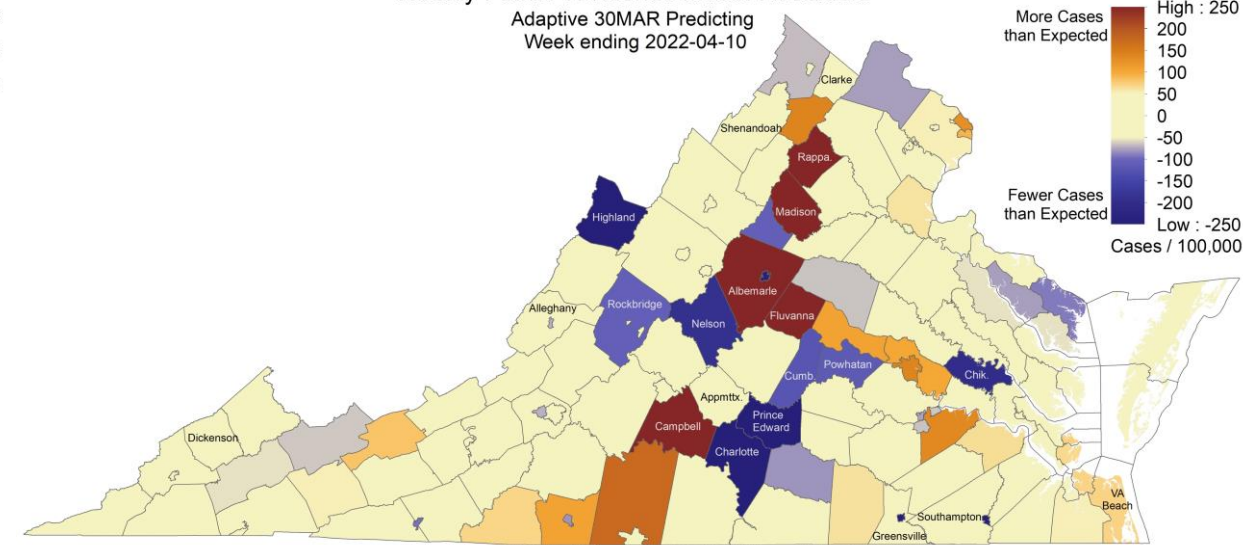 Adaptive 30MAR Predicting
Week ending 2022-04-10
More Cases
than Expected
High : 250
200
150
100
50
0
-50
-100
-150
-200
Low : -250
Fewer Cases
than Expected
Cases / 100,000
Clarke
Shenandoah
Rappa.
Highland
Madison
Albemarle
Rockbridge
Alleghany
Nelson
Fluvanna
Cumb.
Powhatan
Chik.
Appmttx.
Dickenson
Campbell
Prince
Edward
Charlotte
VA
Beach
Southampton
Greensville